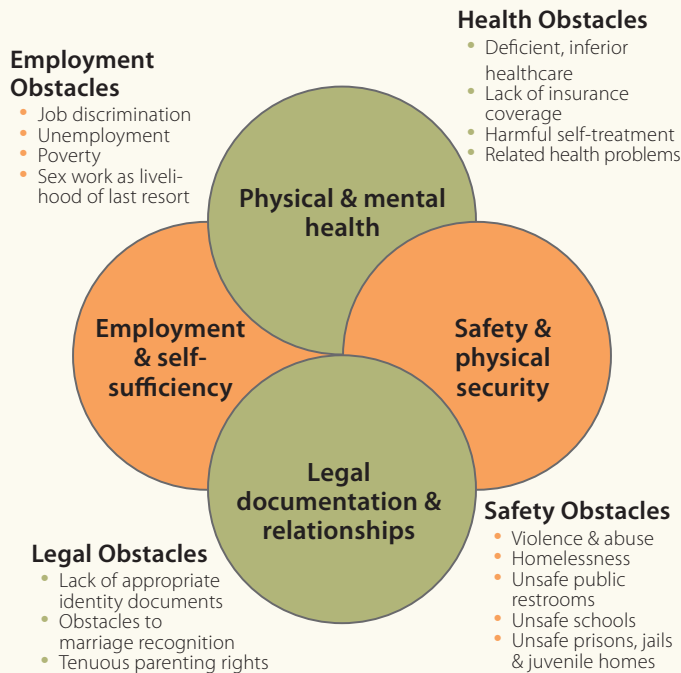 Employment
Obstacles
• Job discrimination
• Unemployment
• Poverty
• Sex work as liveli-
hood of last resort
Health Obstacles
• Deficient, inferior
healthcare
• Lack of insurance
coverage
• Harmful self-treatment
• Related health problems
Physical & mental
health
Employment
& self-
sufficiency
Safety &
physical
security
Legal
documentation &
relationships
Legal Obstacles
• Lack of appropriate
identity documents
• Obstacles to
marriage recognition
• Tenuous parenting rights
Safety Obstacles
• Violence & abuse
• Homelessness
• Unsafe public
restrooms
• Unsafe schools
• Unsafe prisons, jails
& juvenile homes